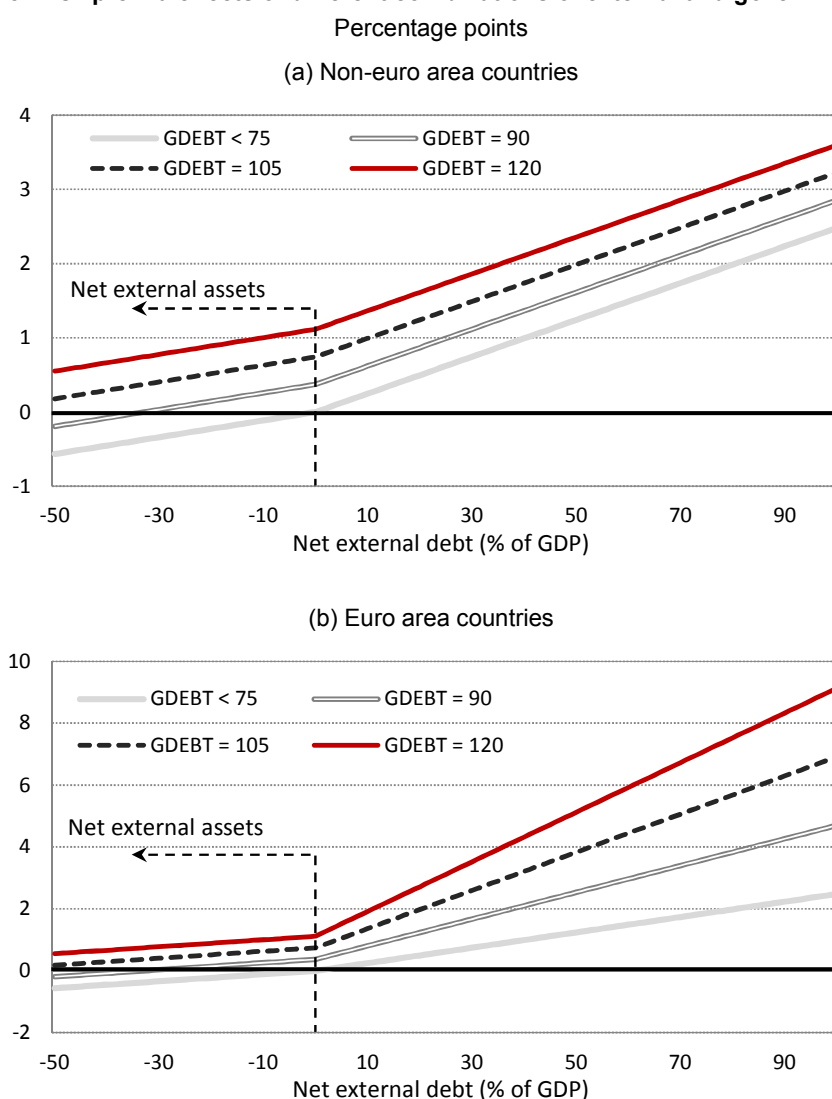 Percentage points
(a) Non-euro area countries
4
GDEBT < 75
GDEBT = 90
GDEBT = 105
GDEBT = 120
3
2
Net external assets
1
0
-1
-50 -30 -10 10 30 50 70 90
Net external debt (% of GDP)
(b) Euro area countries
10
GDEBT < 75
GDEBT = 90
8
GDEBT = 105
GDEBT = 120
6
Net external assets
4
2
0
-2
-50 -30 -10 10 30 50 70 90
Net external debt (% of GDP)